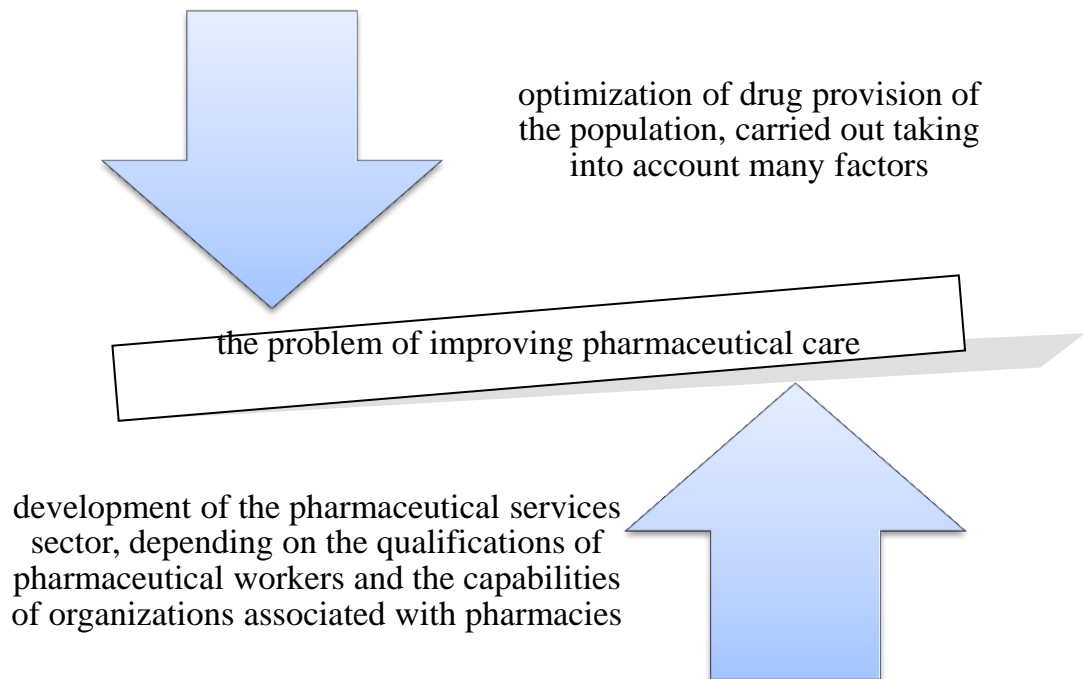 optimization of drug provision of
the population, carried out taking
into account many factors
the problem of improving pharmaceutical care
development of the pharmaceutical services
sector, depending on the qualifications of
pharmaceutical workers and the capabilities
of organizations associated with pharmacies